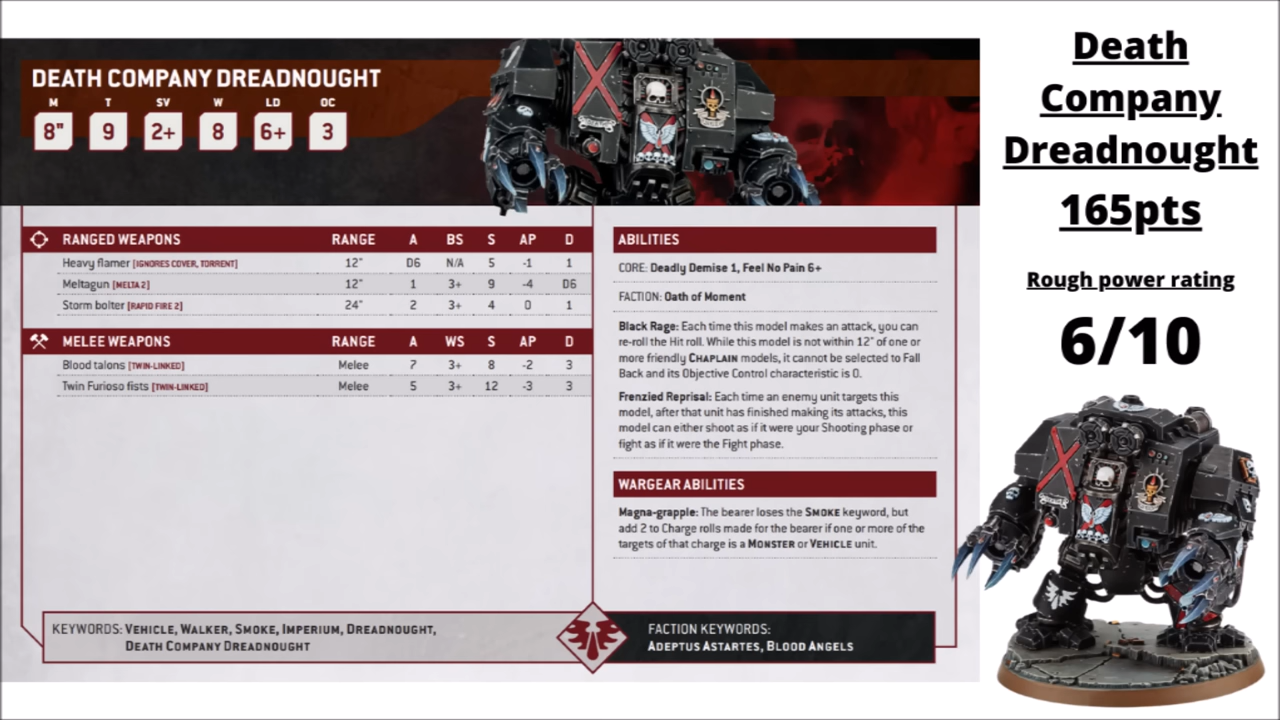 DEATH COMPANY DREADNOUGHT
M T SV W LD OC
8" 9 2+ 8 6+ 3
RANGED WEAPONS RANGE A BS S AP D
Heavy flamer [IGNORES COVER, TORRENT] 12" D6 N/A 5 -1 1
Meltagun [MELTA 2] 12" 1 3+ 9 -4 D6
Storm bolter [RAPID FIRE 2] 24" 2 3+ 4 0 1
MELEE WEAPONS RANGE A WS S AP D
Blood talons [TWIN-LINKED] Melee 7 3+ 8 -2 3
Twin Furioso fists [TWIN-LINKED] Melee 5 3+ 12 -3 3
ABILITIES
CORE: Deadly Demise 1, Feel No Pain 6+
FACTION: Oath of Moment
Black Rage: Each time this model makes an attack, you can
re-roll the Hit roll. While this model is not within 12" of one or
more friendly CHAPLAIN models, it cannot be selected to Fall
Back and its Objective Control characteristic is 0.
Frenzied Reprisal: Each time an enemy unit targets this
model, after that unit has finished making its attacks, this
model can either shoot as if it were your Shooting phase or
fight as if it were the Fight phase.
WARGEAR ABILITIES
Magna-grapple: The bearer loses the SMOKE keyword, but
add 2 to Charge rolls made for the bearer if one or more of the
targets of that charge is a MONSTER or VEHICLE unit.
KEYWORDS: VEHICLE, WALKER, SMOKE, IMPERIUM, DREADNOUGHT,
DEATH COMPANY DREADNOUGHT
FACTION KEYWORDS:
ADEPTUS ASTARTES, BLOOD ANGELS
Death
Company
Dreadnought
165pts
Rough power rating
6/10